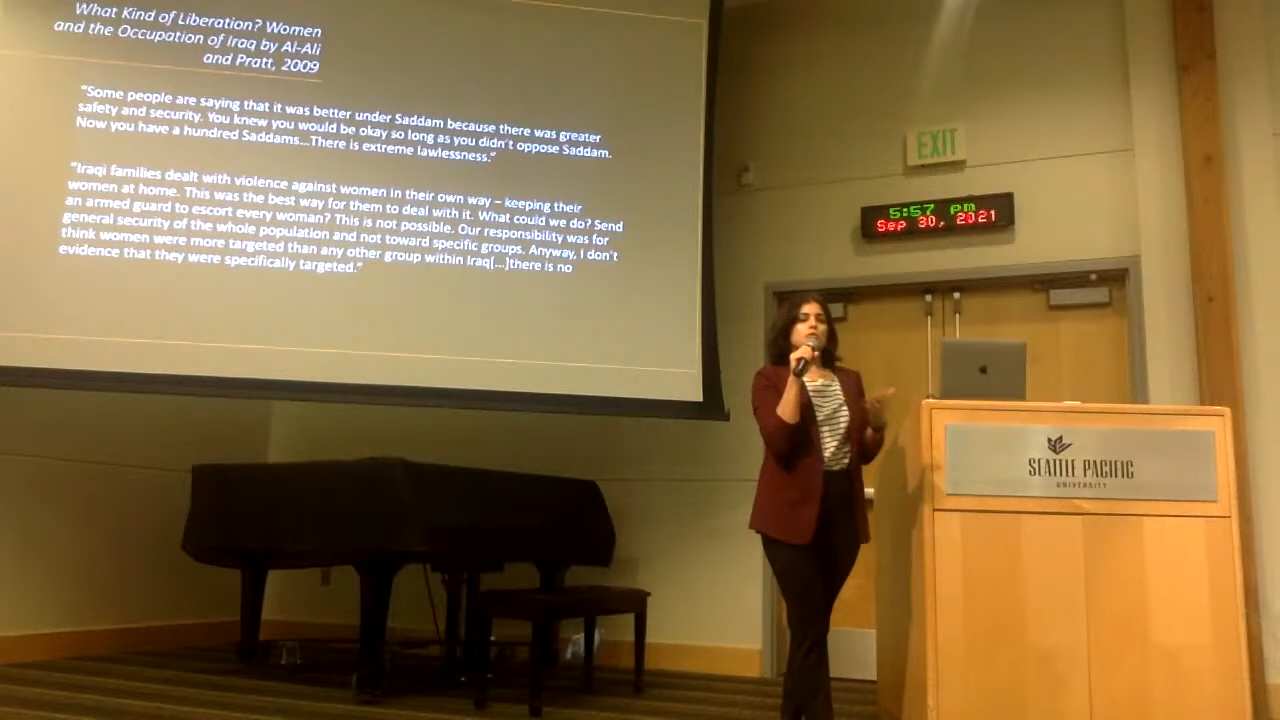 What Kind of Liberation? Women
and the Occupation of Iraq by Al-Ali
and Pratt, 2009
"Some people are saying that it was better under Saddam because there was greater
safety and security. You knew you would be okay so long as you didn't oppose Saddam.
Now you have a hundred Saddams...There is extreme lawlessness."
"Iraqi families dealt with violence against women in their own way – keeping their
women at home. This was the best way for them to deal with it. What could we do? Send
an armed guard to escort every woman? This is not possible. Our responsibility was for
general security of the whole population and not toward specific groups. Anyway, I don't
think women were more targeted than any other group within Iraq[...]there is no
evidence that they were specifically targeted."
EXIT
5:57 pm
Sep 30, 2021
SEATTLE PACIFIC
UNIVERSITY